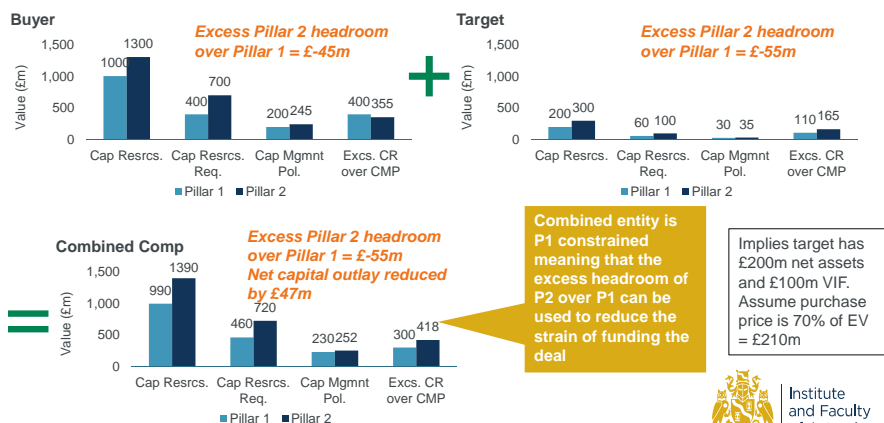 Buyer
Excess Pillar 2 headroom
over Pillar 1 = £-45m
Value (£m)
1,500
1,000
500
0
1000
1300
400
700
200
245
400
355
Cap Resrcs.
Cap Resrcs.
Req.
Cap Mgmnt
Pol.
Excs. CR
over CMP
Pillar 1
Pillar 2
+
Target
Excess Pillar 2 headroom
over Pillar 1 = £-55m
Value (£m)
1,500
1,000
500
0
200
300
60
100
30
35
110
165
Cap Resrcs.
Cap Resrcs.
Req.
Cap Mgmnt
Pol.
Excs. CR
over CMP
Pillar 1
Pillar 2
=
Combined Comp
Excess Pillar 2 headroom
over Pillar 1 = £-55m
Net capital outlay reduced
by £47m
Value (£m)
1,500
1,000
500
0
990
1390
460
720
230
252
300
418
Cap Resrcs.
Cap Resrcs.
Req.
Cap Mgmnt
Pol.
Excs. CR
over CMP
Pillar 1
Pillar 2
Combined entity is
P1 constrained
meaning that the
excess headroom of
P2 over P1 can be
used to reduce the
strain of funding the
deal
Implies target has
£200m net assets
and £100m VIF.
Assume purchase
price is 70% of EV
= £210m
Institute
and Faculty